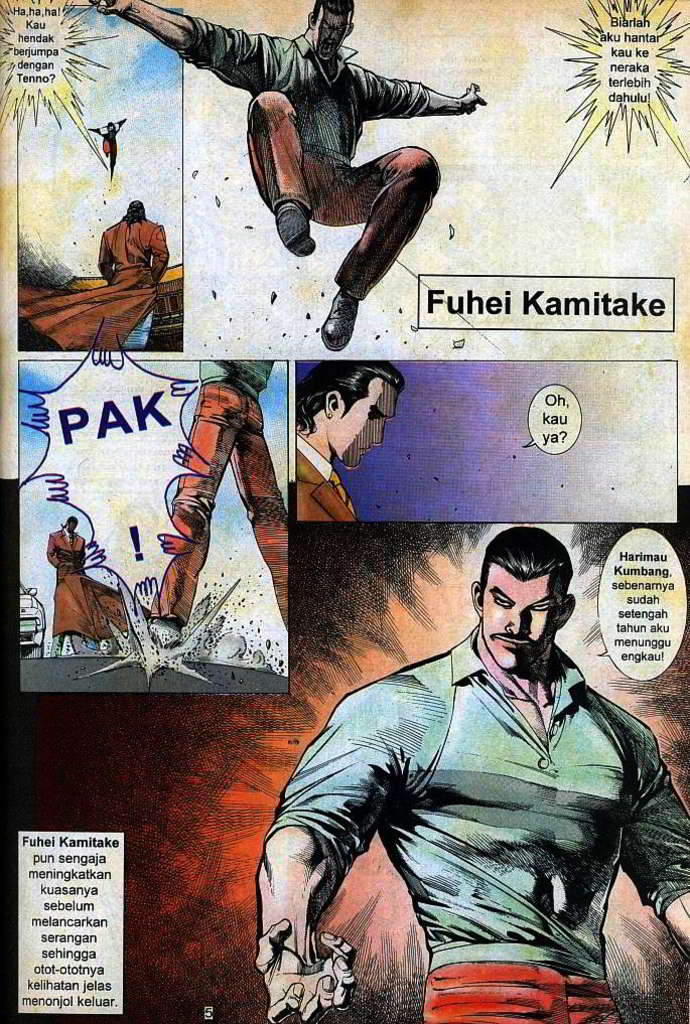 Ha,ha,ha!
Kau
hendak
berjumpa
dengan
Tenno?
Biarlah
aku hantar
kau ke
neraka
terlebih
dahulu!
Fuhei Kamitake
PAK
!
Oh,
kau
ya?
Harimau
Kumbang,
sebenarnya
sudah
setengah
tahun aku
menunggu
engkau!
Fuhei Kamitake
pun sengaja
meningkatkan
kuasanya
sebelum
melancarkan
serangan
sehingga
otot-ototnya
kelihatan jelas
menonjol keluar.
5